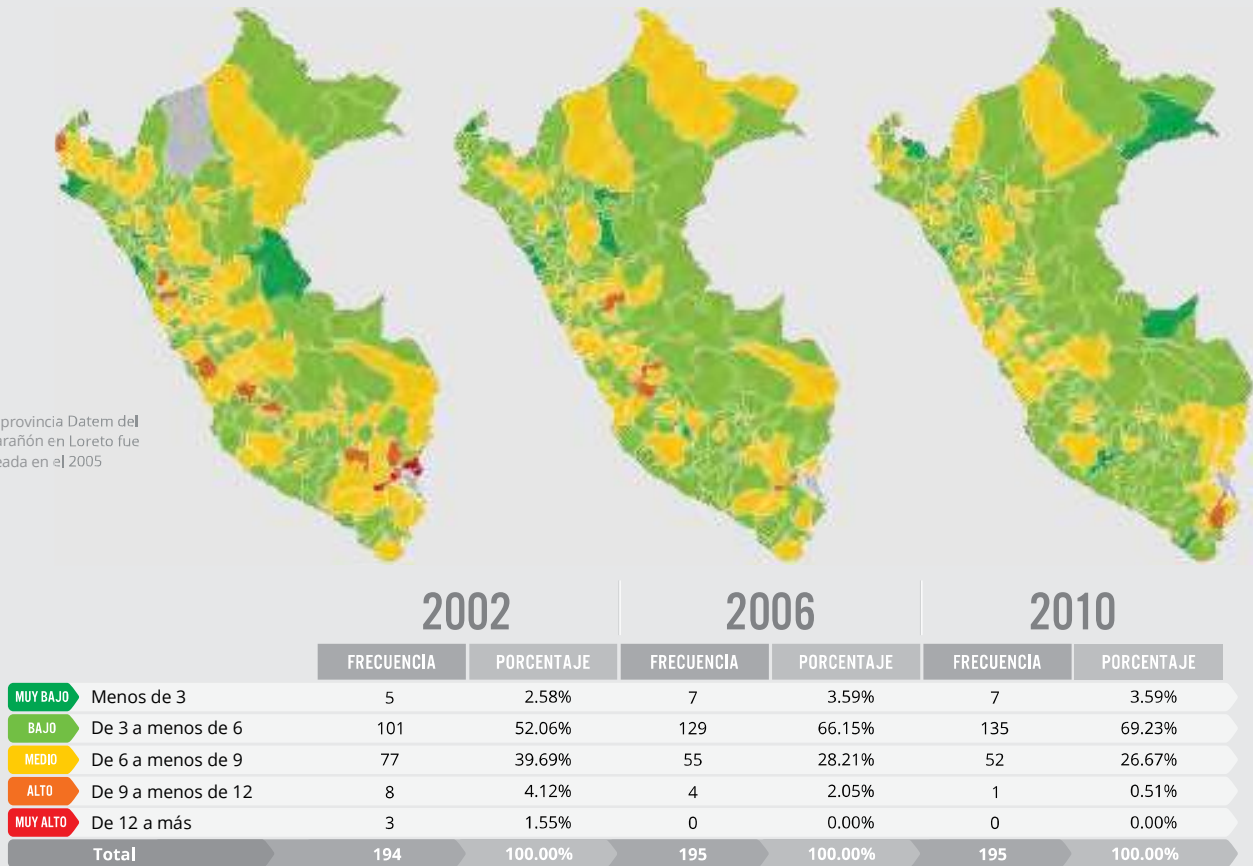 provincia Datem del
en Loreto fue
en el 2005
2002 2006 2010
FRECUENCIA PORCENTAJE FRECUENCIA PORCENTAJE FRECUENCIA PORCENTAJE
MUY BAJO Menos de 3 5 2.58% 7 3.59% 7 3.59%
BAJO De 3 a menos de 6 101 52.06% 129 66.15% 135 69.23%
MEDIO De 6 a menos de 9 77 39.69% 55 28.21% 52 26.67%
ALTO De 9 a menos de 12 8 4.12% 4 2.05% 1 0.51%
MUY ALTO De 12 a más 3 1.55% 0 0.00% 0 0.00%
Total 194 100.00% 195 100.00% 195 100.00%